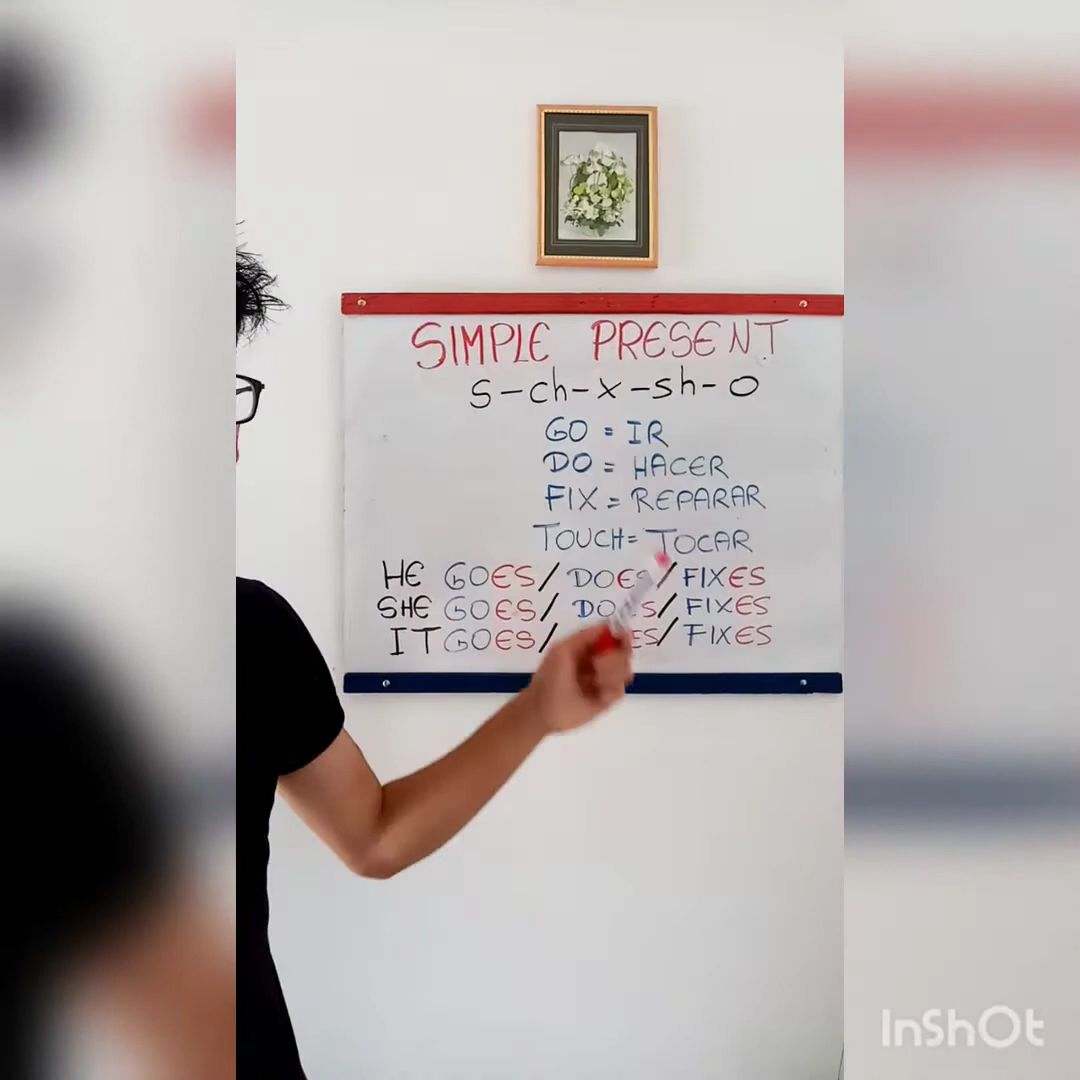 SIMPLE PRESENT
S-ch-x-sh-O
GO = IR
DO = HACER
FIX = REPARAR
TOUCH= TOCAR
HE GOES/ DOES/ FIXES
SHE GOES/ DOES/ FIXES
IT GOES/ FIXES
InShOt